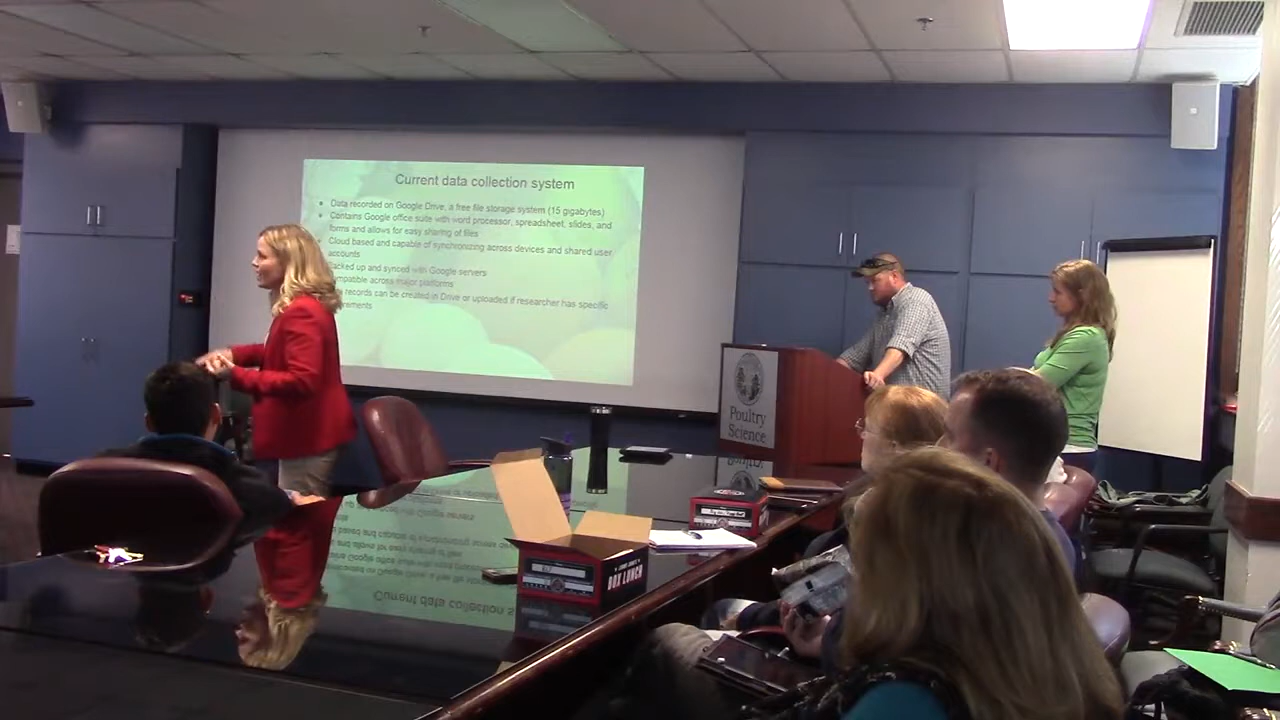 Current data collection system
Data recorded on Google Drive, a free file storage system (15 gigabytes)
Contains Google office suite with word processor, spreadsheet, slides, and
forms and allows for easy sharing of files
Cloud based and capable of synchronizing across devices and shared user
accounts
backed up and synced with Google servers
across major platforms
records can be created in Drive or uploaded if researcher has specific
Poultry
Science
BOX LUNCH